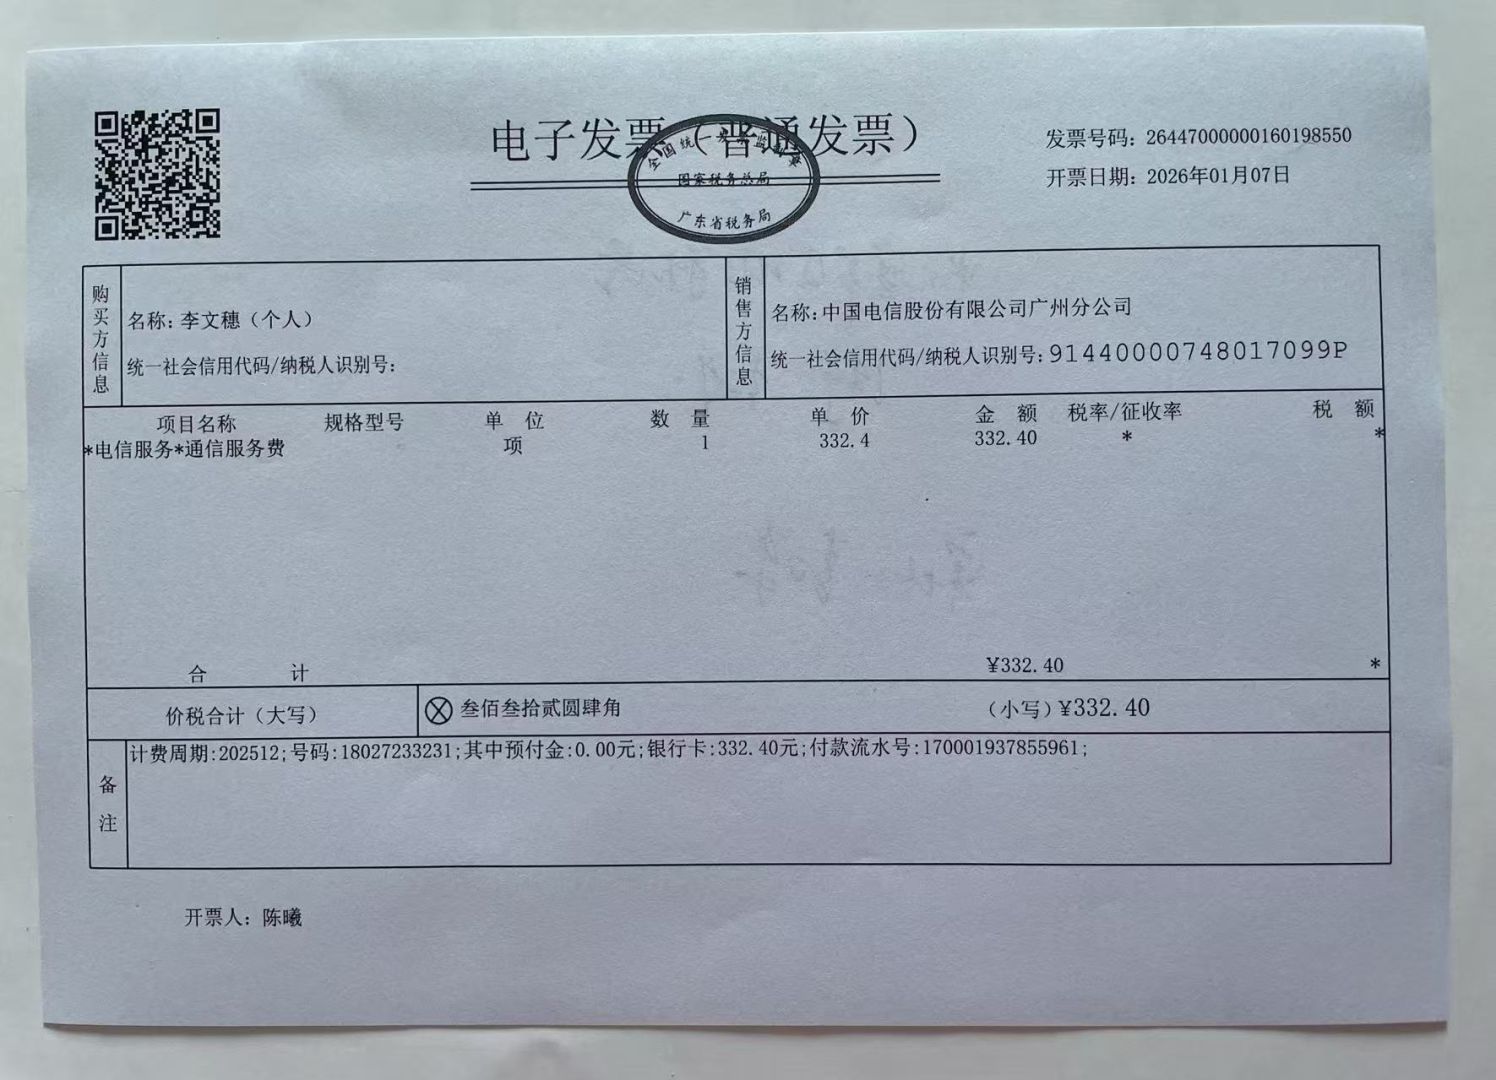 电子发票（普通发票）
全国统一发票监制章
国家税务总局
广东省税务局
发票号码：26447000000160198550
开票日期：2026年01月07日
购买方信息
名称：李文穗（个人）
统一社会信用代码/纳税人识别号：
销售方信息
名称：中国电信股份有限公司广州分公司
统一社会信用代码/纳税人识别号：91440000748017099P
项目名称 规格型号 单 位 数 量 单 价 金 额 税率/征收率 税 额
*电信服务*通信服务费 项 1 332.4 332.40 * *
合 计 ¥332.40 *
价税合计（大写） ⊗叁佰叁拾贰圆肆角 （小写）¥332.40
备注
计费周期:202512;号码:18027233231;其中预付金:0.00元;银行卡:332.40元;付款流水号:170001937855961;
开票人：陈曦